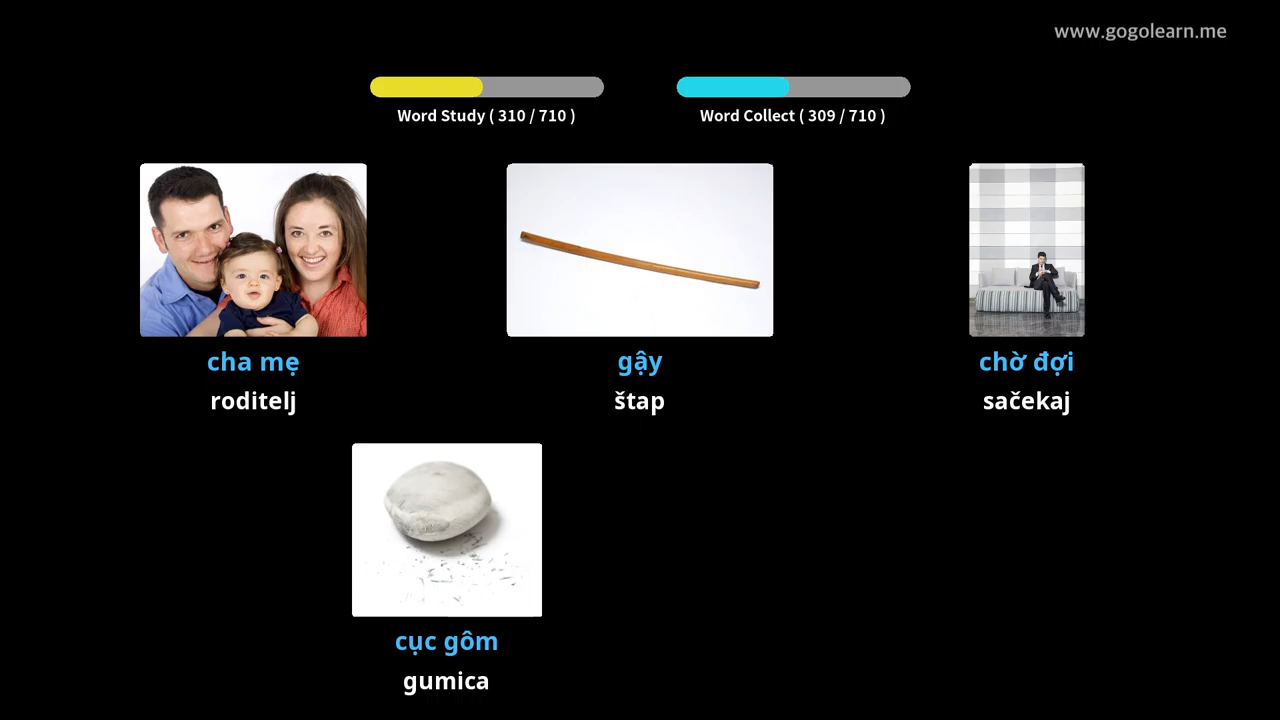 www.gogolearn.me
Word Study ( 310 / 710 )
Word Collect ( 309 / 710 )
cha mẹ
roditelj
gậy
štap
chờ đợi
sačekaj
cục gôm
gumica